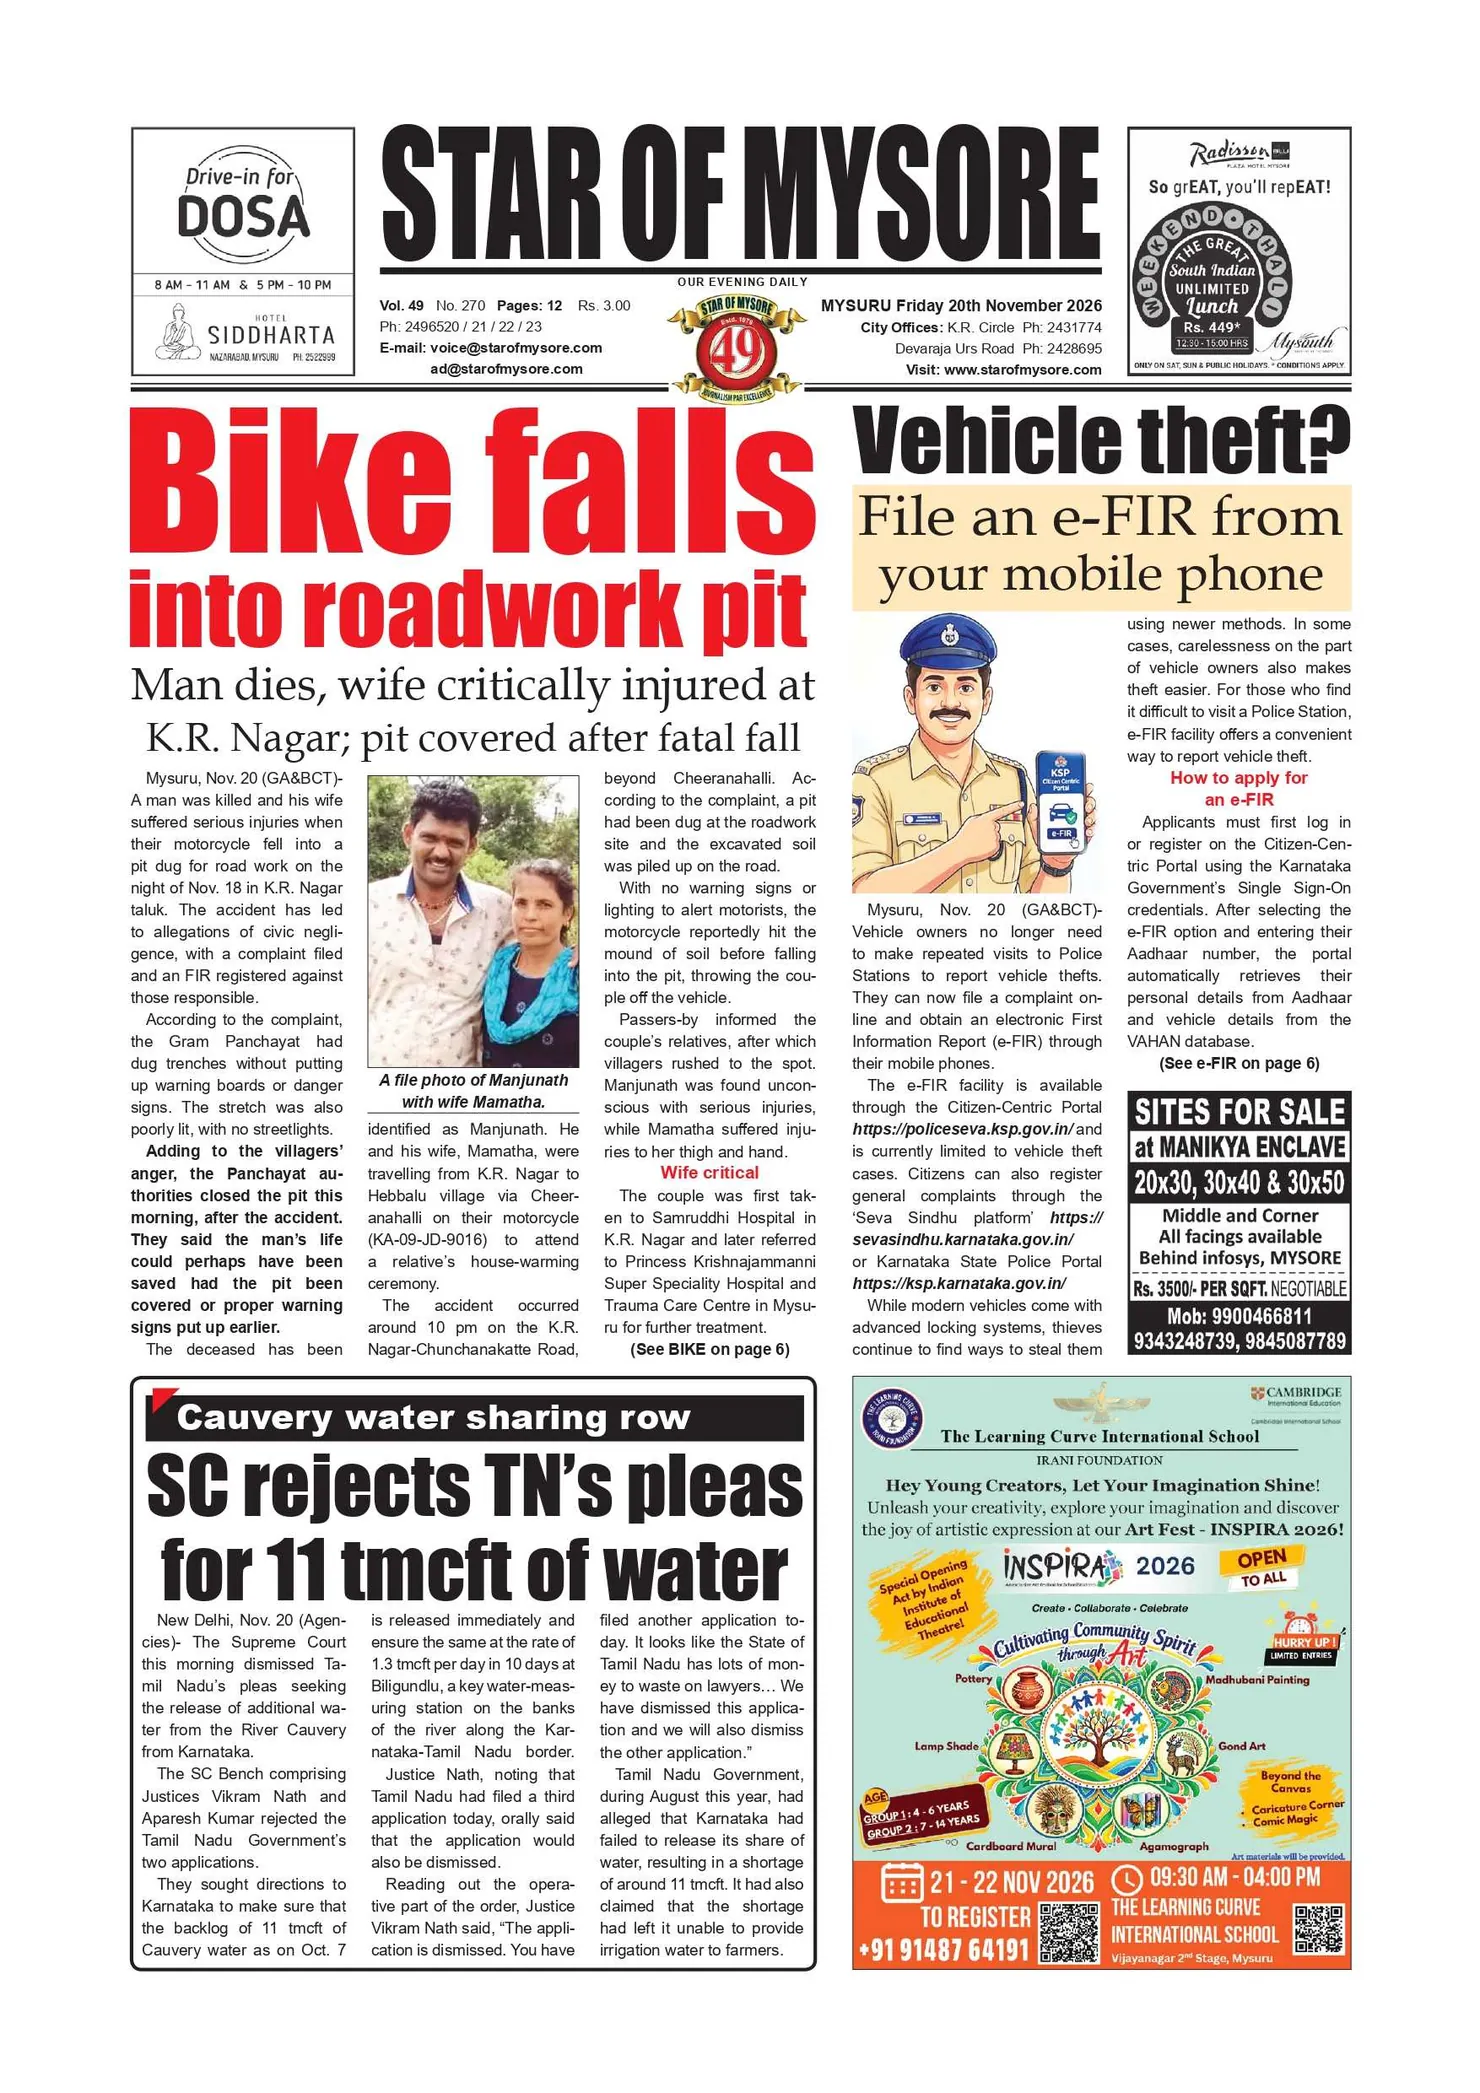 Drive-in for
DOSA
8 AM - 11 AM & 5 PM - 10 PM
HOTEL
SIDDHARTA
NAZARABAD, MYSURU PH: 2522999
STAR OF MYSORE
OUR EVENING DAILY
Vol. 49 No. 270 Pages: 12 Rs. 3.00
Ph: 2496520 / 21 / 22 / 23
E-mail: voice@starofmysore.com
ad@starofmysore.com
STAR OF MYSORE
Estd. 1978
49
JOURNALISM PAR EXCELLENCE
MYSURU Friday 20th November 2026
City Offices: K.R. Circle Ph: 2431774
Devaraja Urs Road Ph: 2428695
Visit: www.starofmysore.com
Radisson BLU
PLAZA HOTEL MYSORE
So grEAT, you'll repEAT!
WEEKEND • THALI
THE GREAT
South Indian
UNLIMITED
Lunch
Rs. 449*
12:30 - 15:00 HRS
Mysouth
ONLY ON SAT, SUN & PUBLIC HOLIDAYS. * CONDITIONS APPLY
Bike falls
into roadwork pit
Man dies, wife critically injured at
K.R. Nagar; pit covered after fatal fall
Mysuru, Nov. 20 (GA&BCT)-
A man was killed and his wife
suffered serious injuries when
their motorcycle fell into a
pit dug for road work on the
night of Nov. 18 in K.R. Nagar
taluk. The accident has led
to allegations of civic negli-
gence, with a complaint filed
and an FIR registered against
those responsible.
According to the complaint,
the Gram Panchayat had
dug trenches without putting
up warning boards or danger
signs. The stretch was also
poorly lit, with no streetlights.
Adding to the villagers'
anger, the Panchayat au-
thorities closed the pit this
morning, after the accident.
They said the man's life
could perhaps have been
saved had the pit been
covered or proper warning
signs put up earlier.
The deceased has been
A file photo of Manjunath
with wife Mamatha.
identified as Manjunath. He
and his wife, Mamatha, were
travelling from K.R. Nagar to
Hebbalu village via Cheer-
anahalli on their motorcycle
(KA-09-JD-9016) to attend
a relative's house-warming
ceremony.
The accident occurred
around 10 pm on the K.R.
Nagar-Chunchanakatte Road,
beyond Cheeranahalli. Ac-
cording to the complaint, a pit
had been dug at the roadwork
site and the excavated soil
was piled up on the road.
With no warning signs or
lighting to alert motorists, the
motorcycle reportedly hit the
mound of soil before falling
into the pit, throwing the cou-
ple off the vehicle.
Passers-by informed the
couple's relatives, after which
villagers rushed to the spot.
Manjunath was found uncon-
scious with serious injuries,
while Mamatha suffered inju-
ries to her thigh and hand.
Wife critical
The couple was first tak-
en to Samruddhi Hospital in
K.R. Nagar and later referred
to Princess Krishnajammanni
Super Speciality Hospital and
Trauma Care Centre in Mysu-
ru for further treatment.
(See BIKE on page 6)
Vehicle theft?
File an e-FIR from
your mobile phone
KSP
Citizen Centric
Portal
e-FIR
Mysuru, Nov. 20 (GA&BCT)-
Vehicle owners no longer need
to make repeated visits to Police
Stations to report vehicle thefts.
They can now file a complaint on-
line and obtain an electronic First
Information Report (e-FIR) through
their mobile phones.
The e-FIR facility is available
through the Citizen-Centric Portal
https://policeseva.ksp.gov.in/ and
is currently limited to vehicle theft
cases. Citizens can also register
general complaints through the
'Seva Sindhu platform' https://
sevasindhu.karnataka.gov.in/
or Karnataka State Police Portal
https://ksp.karnataka.gov.in/
While modern vehicles come with
advanced locking systems, thieves
continue to find ways to steal them
using newer methods. In some
cases, carelessness on the part
of vehicle owners also makes
theft easier. For those who find
it difficult to visit a Police Station,
e-FIR facility offers a convenient
way to report vehicle theft.
How to apply for
an e-FIR
Applicants must first log in
or register on the Citizen-Cen-
tric Portal using the Karnataka
Government's Single Sign-On
credentials. After selecting the
e-FIR option and entering their
Aadhaar number, the portal
automatically retrieves their
personal details from Aadhaar
and vehicle details from the
VAHAN database.
(See e-FIR on page 6)
SITES FOR SALE
at MANIKYA ENCLAVE
20x30, 30x40 & 30x50
Middle and Corner
All facings available
Behind infosys, MYSORE
Rs. 3500/- PER SQFT. NEGOTIABLE
Mob: 9900466811
9343248739, 9845087789
Cauvery water sharing row
SC rejects TN's pleas
for 11 tmcft of water
New Delhi, Nov. 20 (Agen-
cies)- The Supreme Court
this morning dismissed Ta-
mil Nadu's pleas seeking
the release of additional wa-
ter from the River Cauvery
from Karnataka.
The SC Bench comprising
Justices Vikram Nath and
Aparesh Kumar rejected the
Tamil Nadu Government's
two applications.
They sought directions to
Karnataka to make sure that
the backlog of 11 tmcft of
Cauvery water as on Oct. 7
is released immediately and
ensure the same at the rate of
1.3 tmcft per day in 10 days at
Biligundlu, a key water-meas-
uring station on the banks
of the river along the Kar-
nataka-Tamil Nadu border.
Justice Nath, noting that
Tamil Nadu had filed a third
application today, orally said
that the application would
also be dismissed.
Reading out the opera-
tive part of the order, Justice
Vikram Nath said, "The appli-
cation is dismissed. You have
filed another application to-
day. It looks like the State of
Tamil Nadu has lots of mon-
ey to waste on lawyers… We
have dismissed this applica-
tion and we will also dismiss
the other application."
Tamil Nadu Government,
during August this year, had
alleged that Karnataka had
failed to release its share of
water, resulting in a shortage
of around 11 tmcft. It had also
claimed that the shortage
had left it unable to provide
irrigation water to farmers.
THE LEARNING CURVE
IRANI FOUNDATION
CAMBRIDGE
International Education
Cambridge International School
The Learning Curve International School
IRANI FOUNDATION
Hey Young Creators, Let Your Imagination Shine!
Unleash your creativity, explore your imagination and discover
the joy of artistic expression at our Art Fest - INSPIRA 2026!
Special Opening
Act by Indian
Institute of
Educational
Theatre!
INSPIRA 2026
OPEN
TO ALL
Create • Collaborate • Celebrate
HURRY UP !
LIMITED ENTRIES
Cultivating Community Spirit
through Art
Pottery
Madhubani Painting
Lamp Shade
Gond Art
Beyond the
Canvas
• Caricature Corner
• Comic Magic
AGE
GROUP 1: 4 - 6 YEARS
GROUP 2 : 7 - 14 YEARS
Cardboard Mural
Agamograph
Art materials will be provided.
21 - 22 NOV 2026
09:30 AM - 04:00 PM
TO REGISTER
+91 91487 64191
THE LEARNING CURVE
INTERNATIONAL SCHOOL
Vijayanagar 2nd Stage, Mysuru